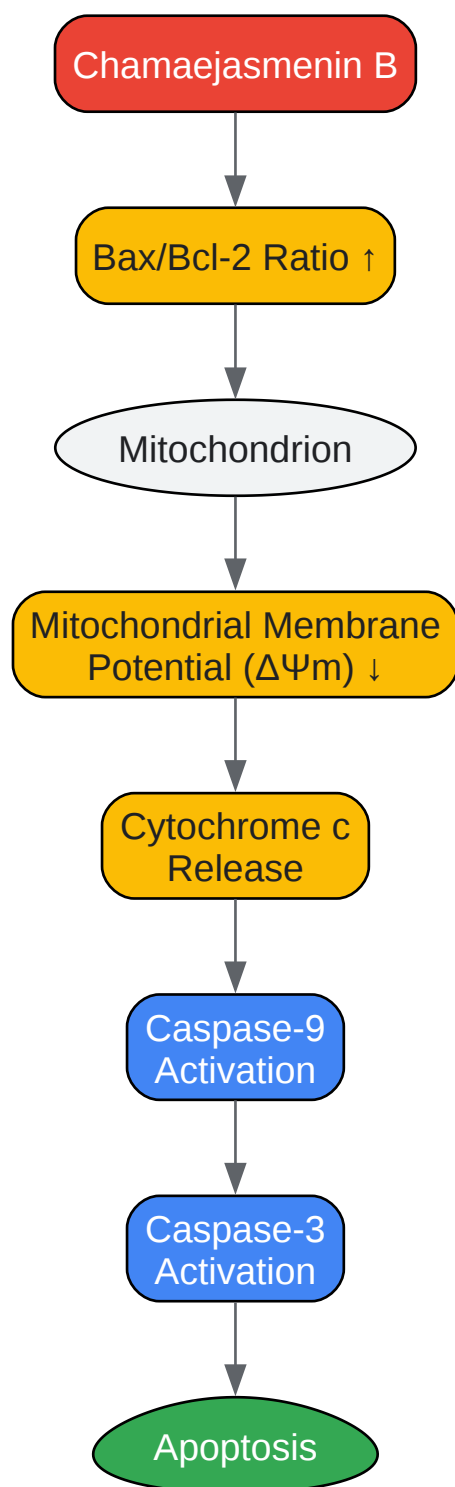 Chamaejasmenin B
Bax/Bcl-2 Ratio ↑
Mitochondrion
Mitochondrial Membrane
Potential (ΔΨm) ↓
Cytochrome c
Release
Caspase-9
Activation
Caspase-3
Activation
Apoptosis